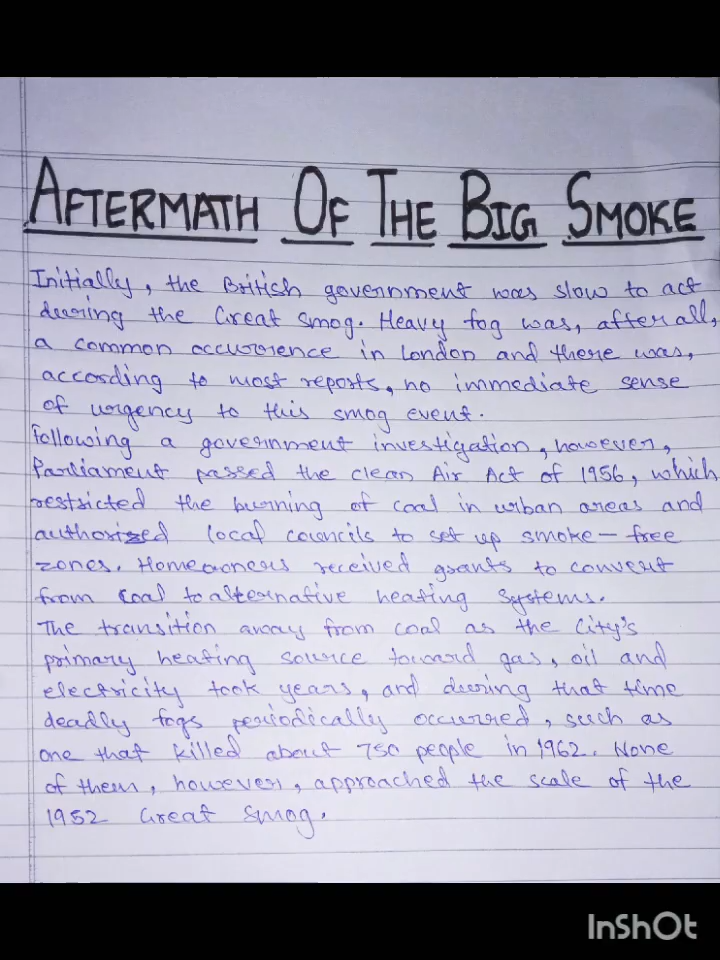 AFTERMATH OF THE BIG SMOKE
Initially, the British government was slow to act
during the Great Smog. Heavy fog was, after all,
a common occurrence in London and there was,
according to most reports, no immediate sense
of urgency to this smog event.
Following a government investigation, however,
Parliament passed the Clean Air Act of 1956, which
restricted the burning of coal in urban areas and
authorized local councils to set up smoke-free
zones. Homeowners received grants to convert
from coal to alternative heating systems.
The transition away from coal as the city's
primary heating source toward gas, oil and
electricity took years, and during that time
deadly fogs periodically occurred, such as
one that killed about 750 people in 1962. None
of them, however, approached the scale of the
1952 Great Smog.
InShOt